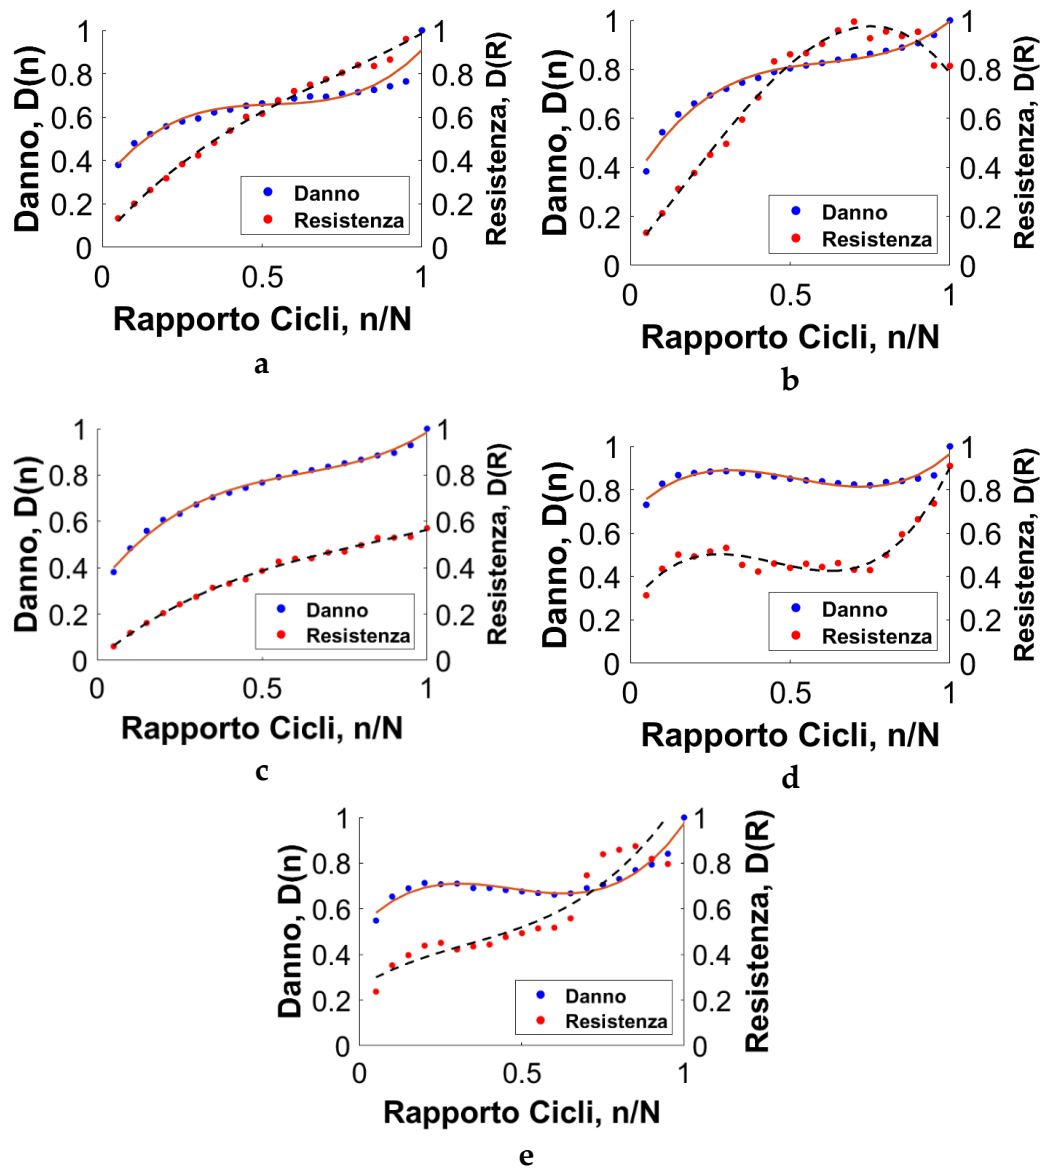 Danno, D(n)
1
0.8
0.6
0.4
0.2
0
1
0.8
0.6
0.4
0.2
0
Resistenza, D(R)
Danno
Resistenza
0
0.5
1
Rapporto Cicli, n/N
a
Danno, D(n)
1
0.8
0.6
0.4
0.2
0
1
0.8
0.6
0.4
0.2
0
Resistenza, D(R)
Danno
Resistenza
0
0.5
1
Rapporto Cicli, n/N
b
Danno, D(n)
1
0.8
0.6
0.4
0.2
0
1
0.8
0.6
0.4
0.2
0
Resistenza, D(R)
Danno
Resistenza
0
0.5
1
Rapporto Cicli, n/N
c
Danno, D(n)
1
0.8
0.6
0.4
0.2
0
1
0.8
0.6
0.4
0.2
0
Resistenza, D(R)
Danno
Resistenza
0
0.5
1
Rapporto Cicli, n/N
d
Danno, D(n)
1
0.8
0.6
0.4
0.2
0
1
0.8
0.6
0.4
0.2
0
Resistenza, D(R)
Danno
Resistenza
0
0.5
1
Rapporto Cicli, n/N
e